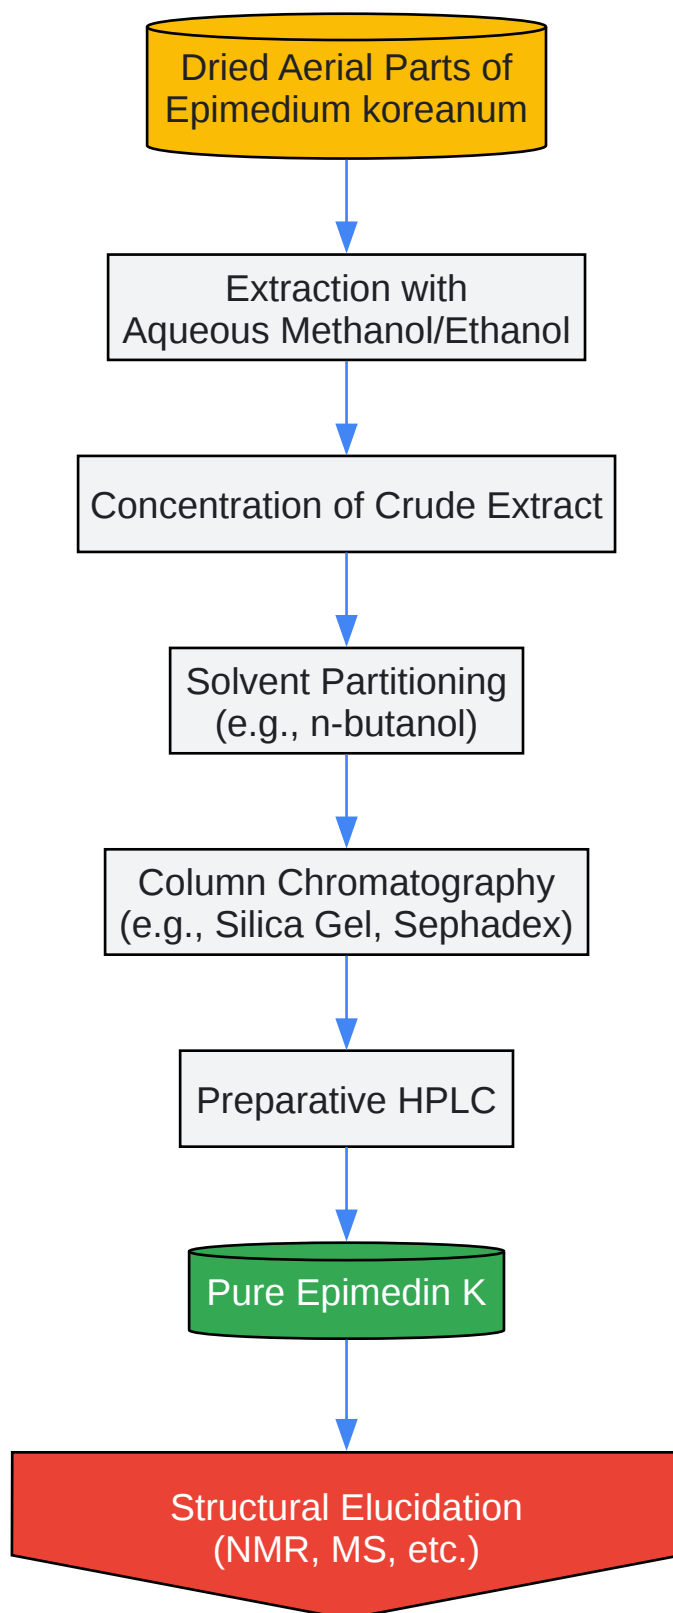 Dried Aerial Parts of
Epimedium koreanum
Extraction with
Aqueous Methanol/Ethanol
Concentration of Crude Extract
Solvent Partitioning
(e.g., n-butanol)
Column Chromatography
(e.g., Silica Gel, Sephadex)
Preparative HPLC
Pure Epimedin K
Structural Elucidation
(NMR, MS, etc.)